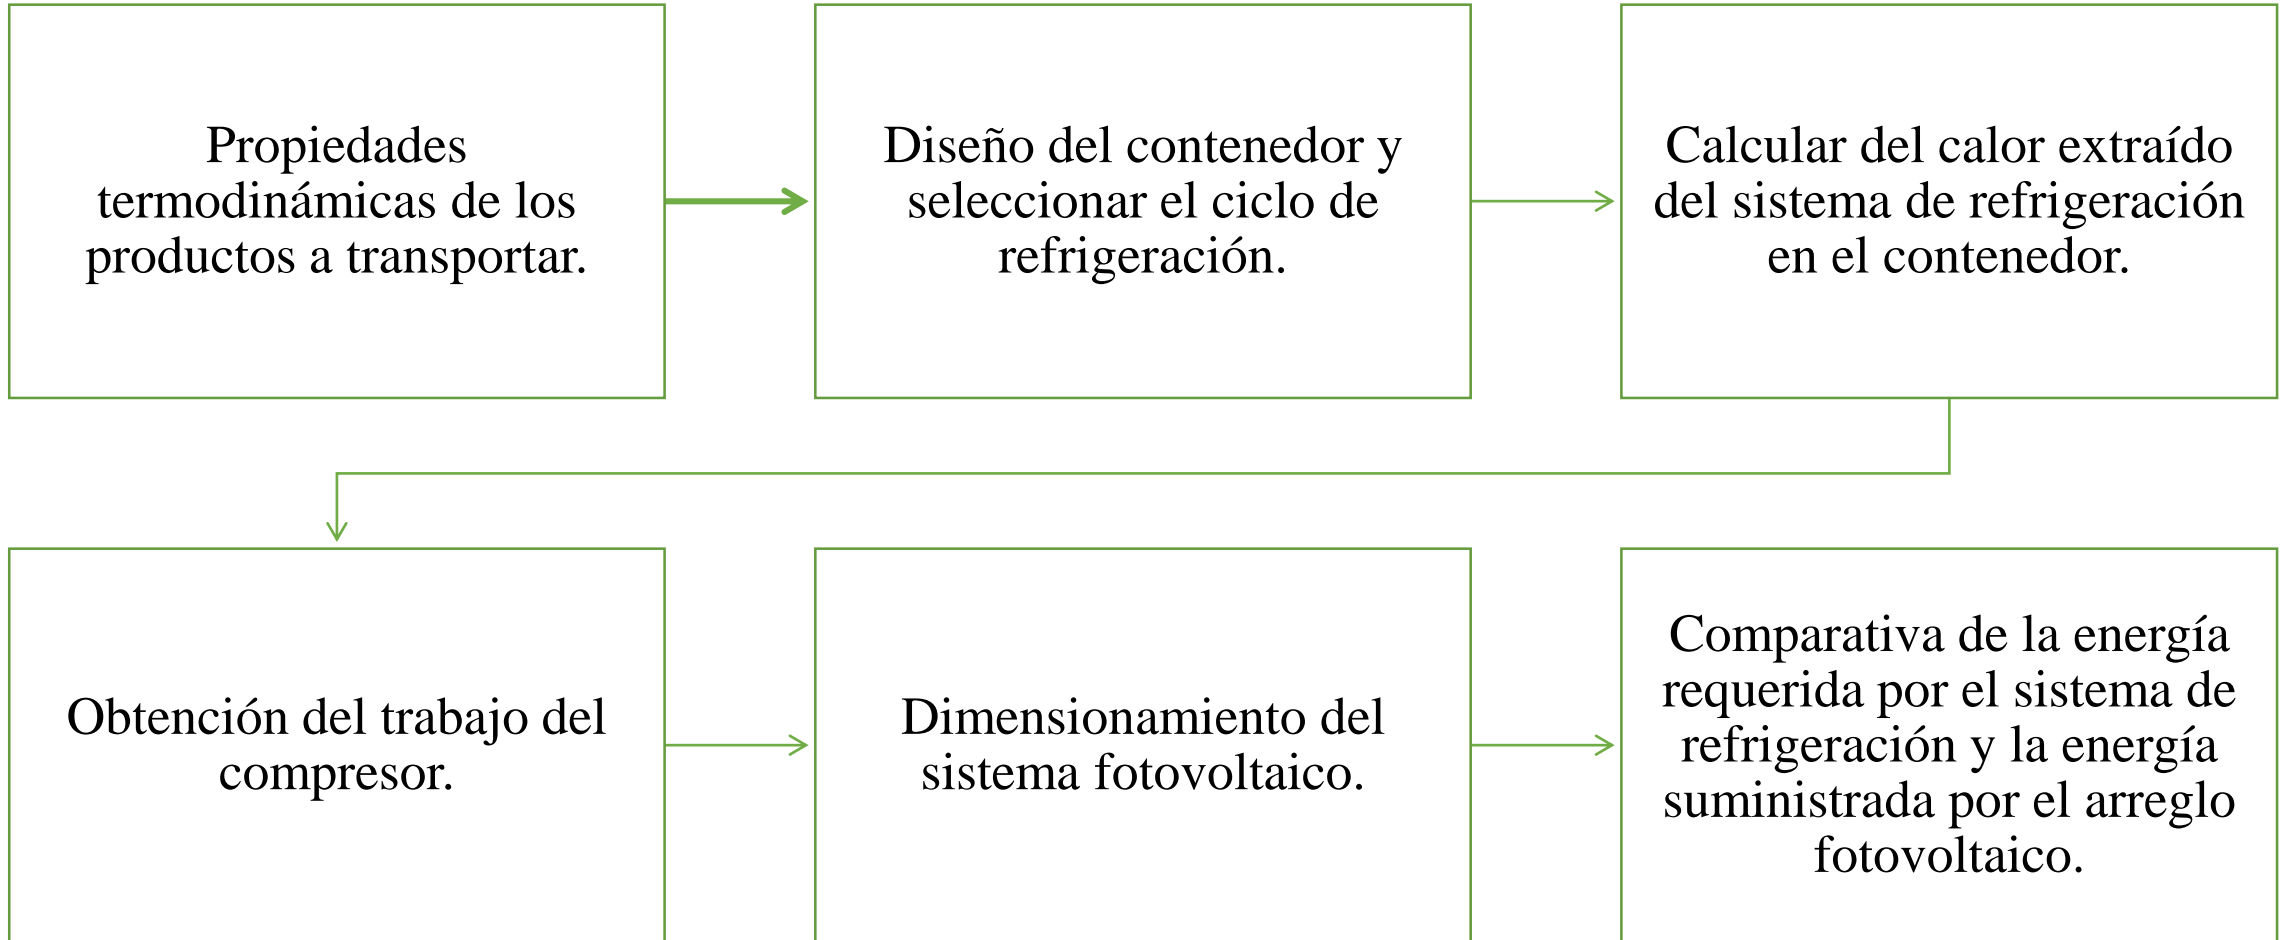 Propiedades
termodinámicas de los
productos a transportar.
Diseño del contenedor y
seleccionar el ciclo de
refrigeración.
Calcular del calor extraído
del sistema de refrigeración
en el contenedor.
Obtención del trabajo del
compresor.
Dimensionamiento del
sistema fotovoltaico.
Comparativa de la energía
requerida por el sistema de
refrigeración y la energía
suministrada por el arreglo
fotovoltaico.